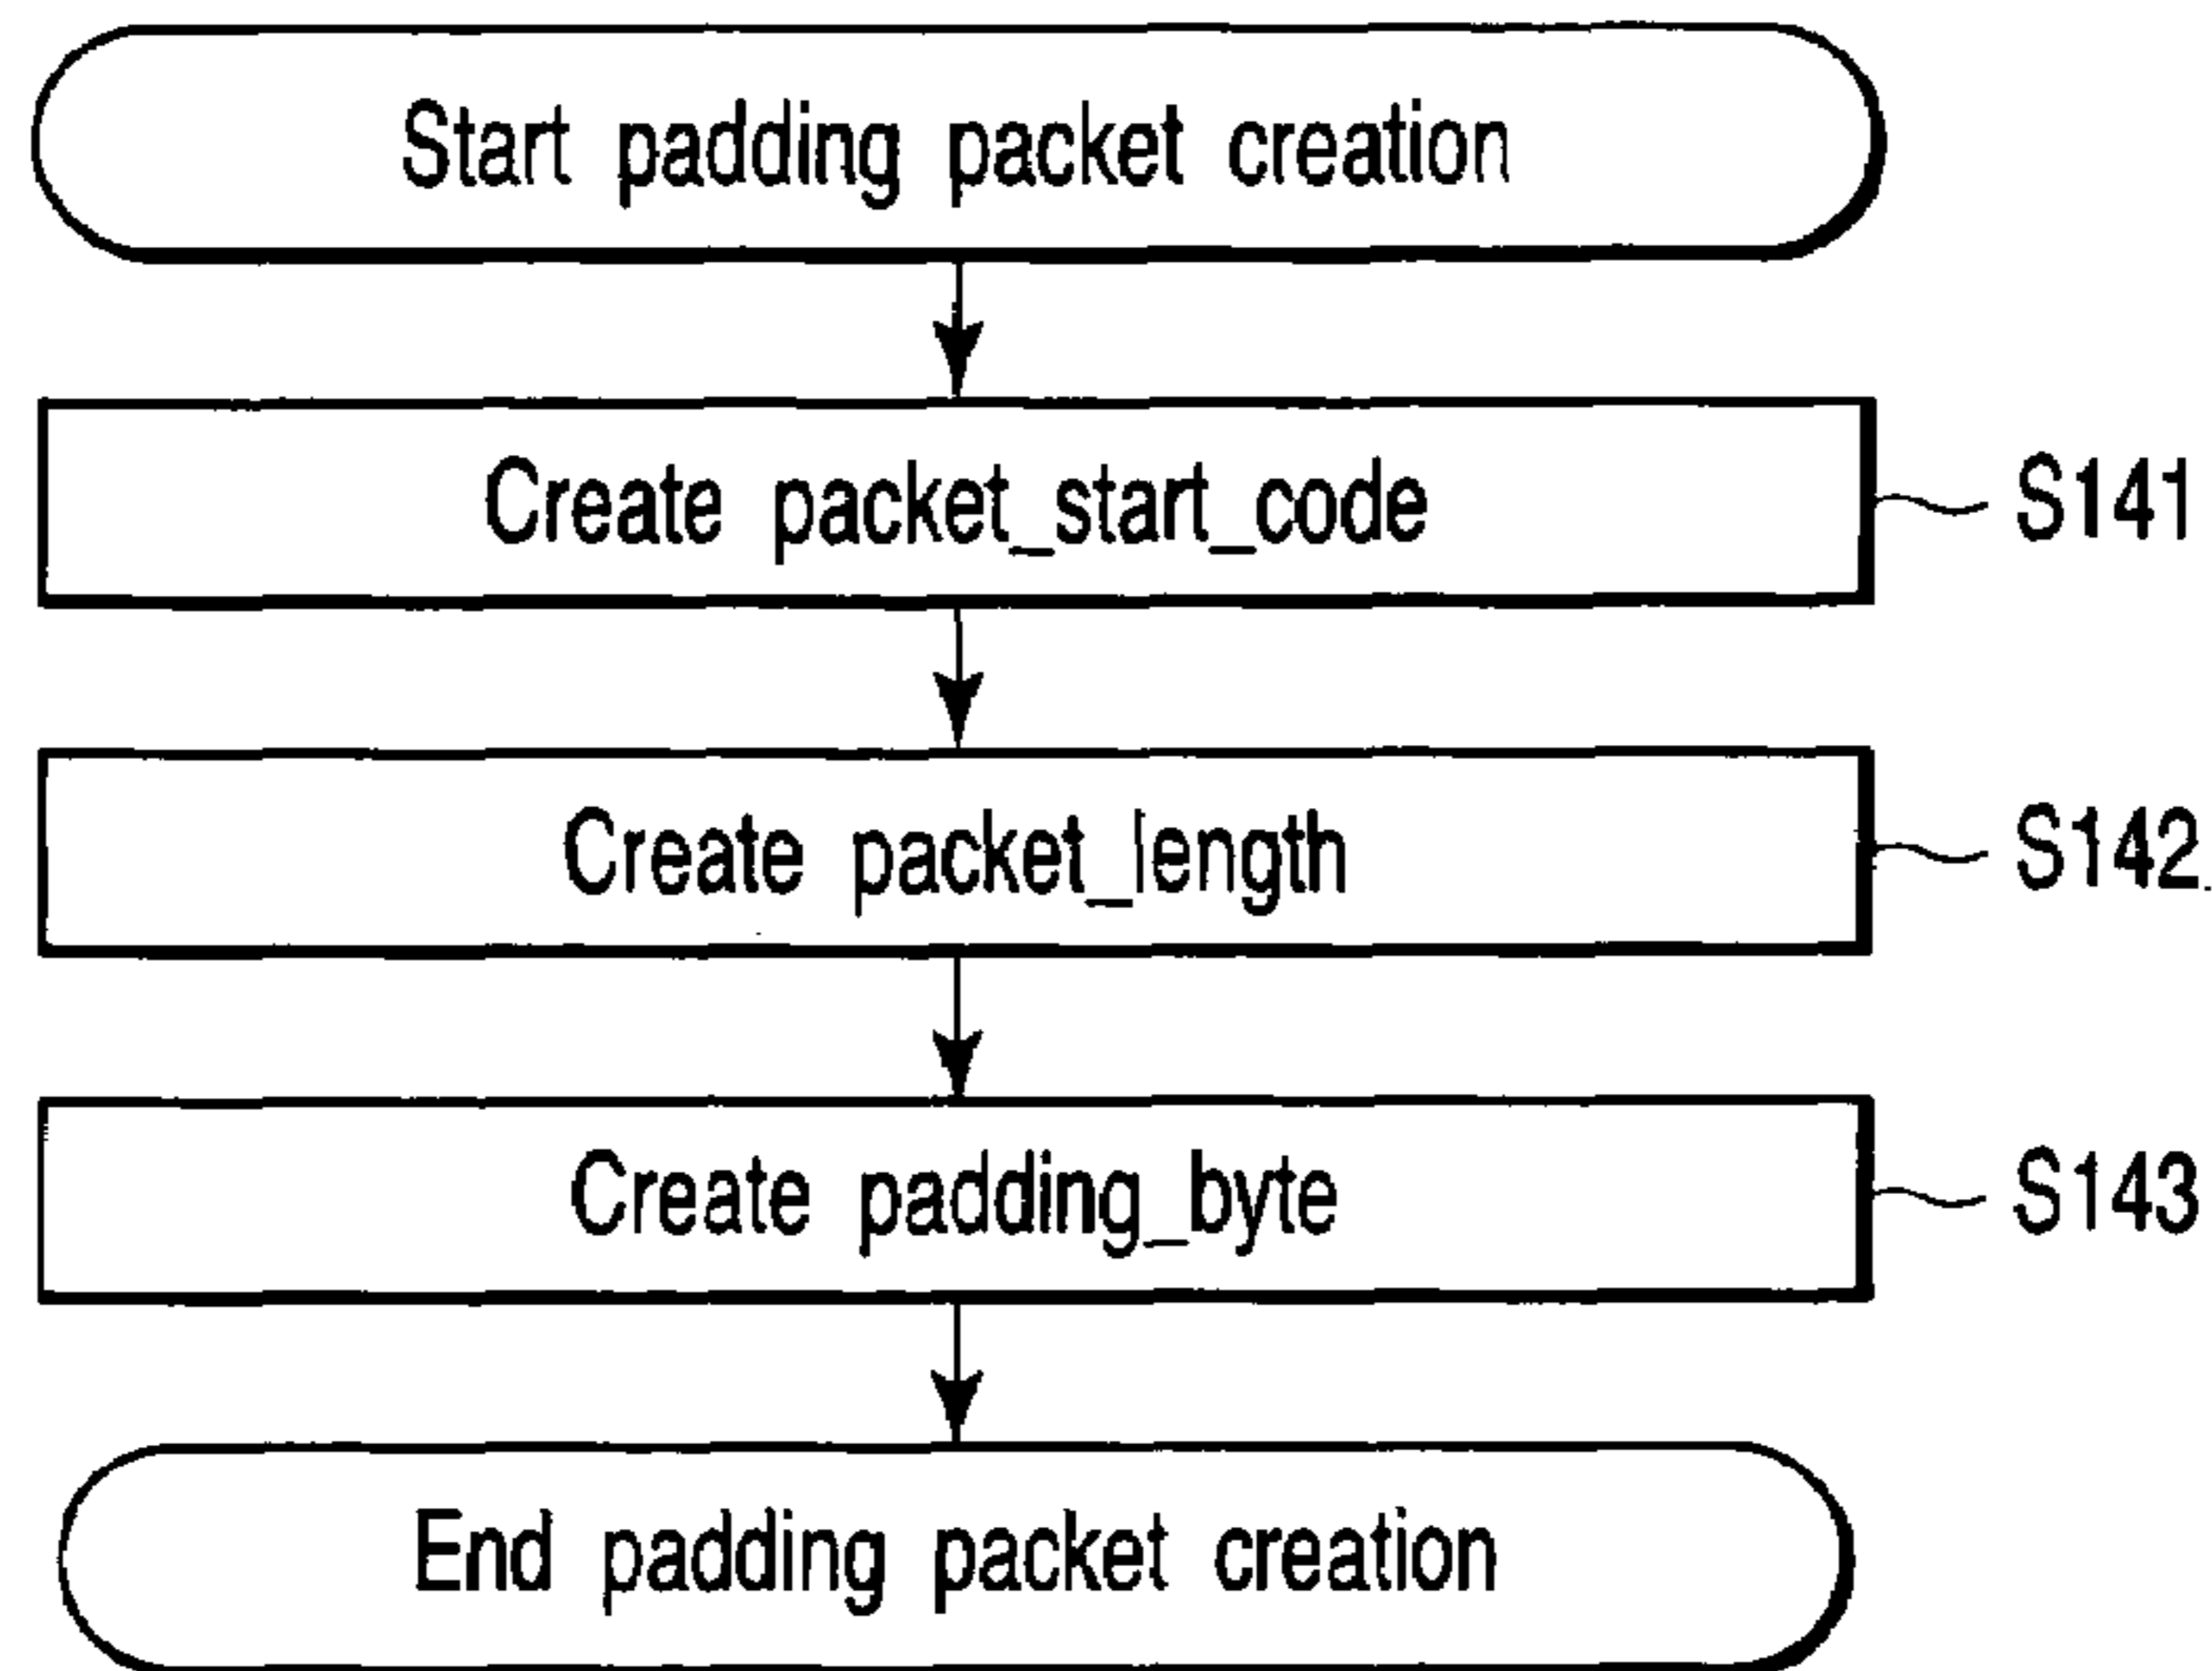 Start padding packet creation
Create packet_start_code
S141
Create packet_length
S142
Create padding_byte
S143
End padding packet creation